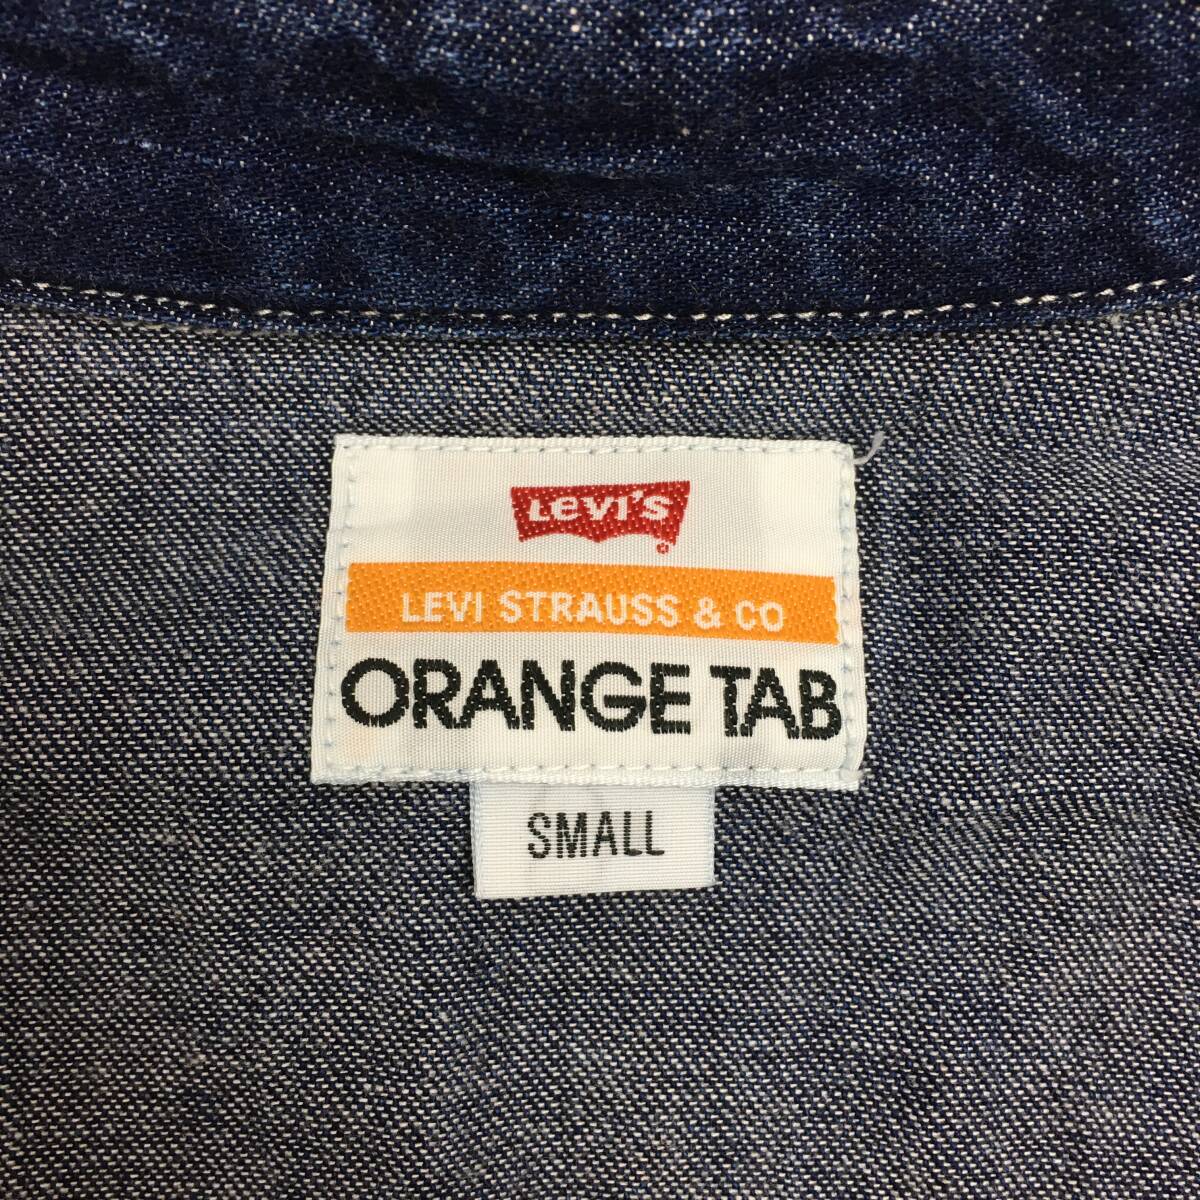 Levi's
®
LEVI STRAUSS & CO
ORANGE TAB
SMALL